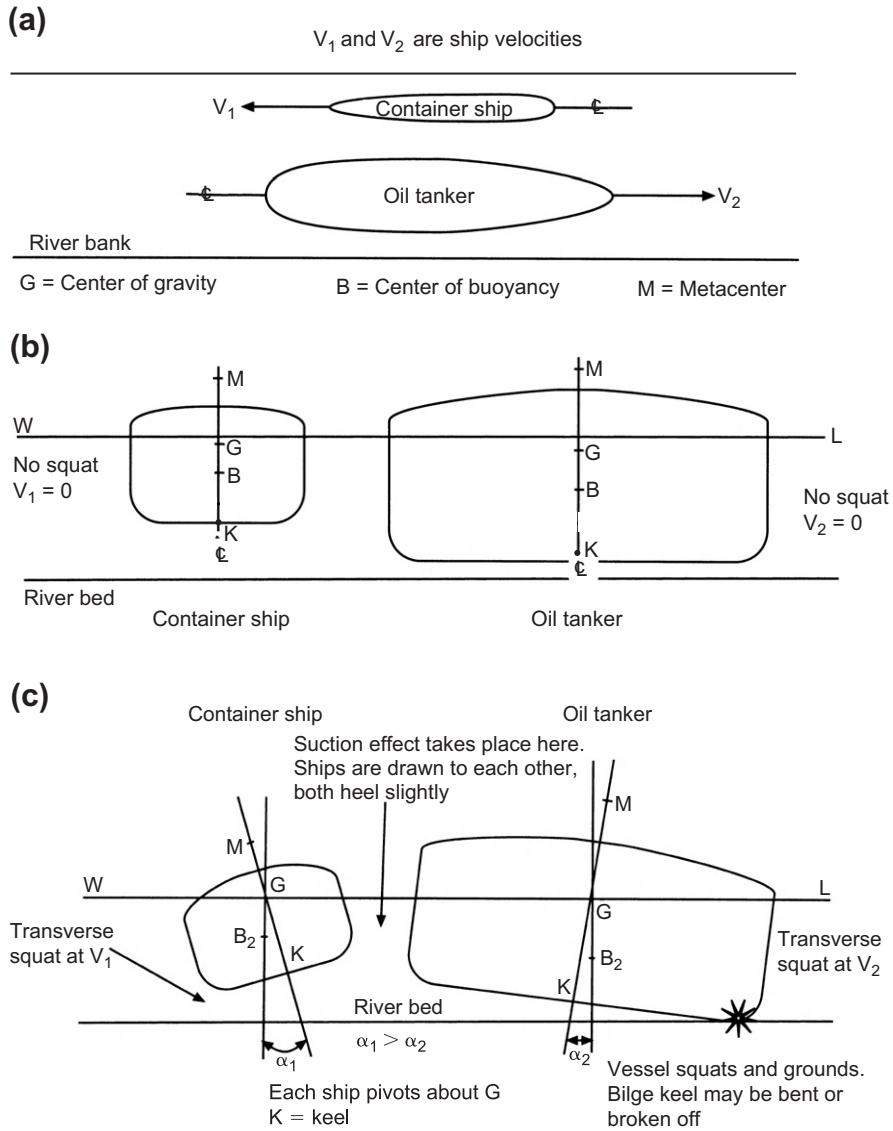 (a)
V₁ and V₂ are ship velocities
V₁
Container ship
℄
℄
Oil tanker
V₂
River bank
G = Center of gravity
B = Center of buoyancy
M = Metacenter
(b)
M
M
W
L
G
G
No squat
V₁ = 0
B
B
No squat
V₂ = 0
K
K
℄
℄
River bed
Container ship
Oil tanker
(c)
Container ship
Oil tanker
Suction effect takes place here.
Ships are drawn to each other,
both heel slightly
M
M
W
G
L
G
Transverse
squat at V₁
B₂
B₂
Transverse
squat at V₂
K
K
River bed
α₁ > α₂
α₁
α₂
Each ship pivots about G
K = keel
Vessel squats and grounds.
Bilge keel may be bent or
broken off